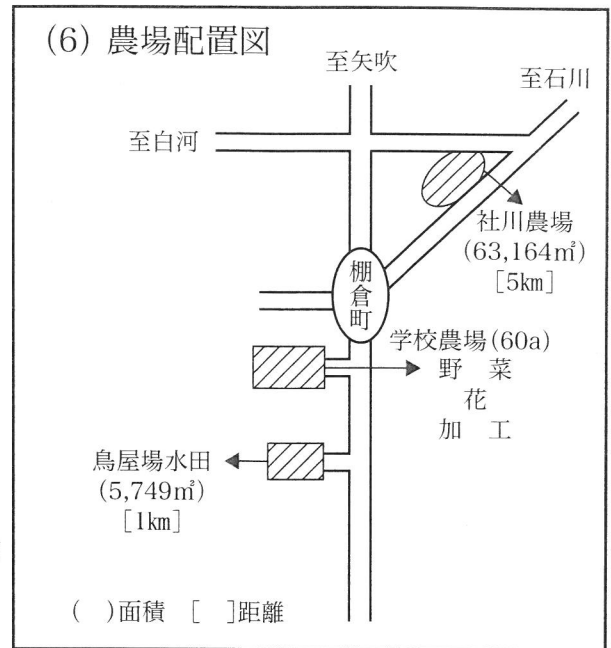 (6) 農場配置図
至矢吹
至石川
至白河
社川農場
(63,164㎡)
[5km]
棚倉町
学校農場(60a)
野 菜
花
加 工
鳥屋場水田
(5,749㎡)
[1km]
( )面積 [ ]距離